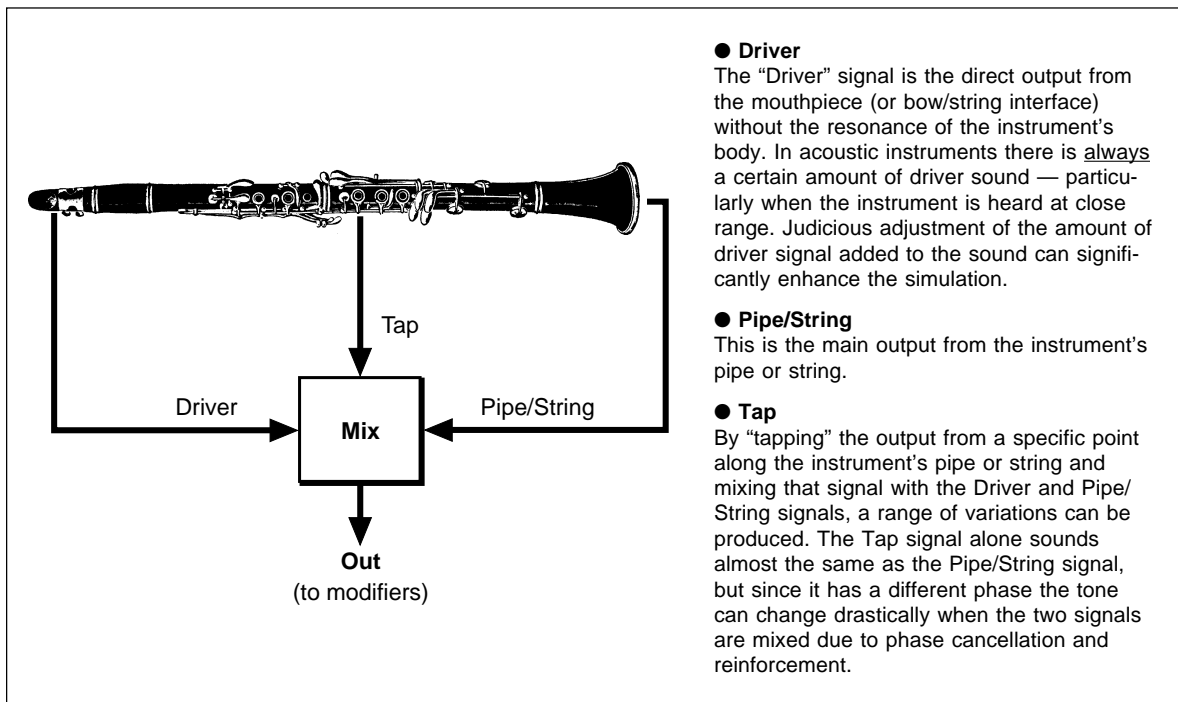 Tap
Driver
Pipe/String
Mix
Out
(to modifiers)
● Driver
The “Driver” signal is the direct output from
the mouthpiece (or bow/string interface)
without the resonance of the instrument’s
body. In acoustic instruments there is always
a certain amount of driver sound — particu-
larly when the instrument is heard at close
range. Judicious adjustment of the amount of
driver signal added to the sound can signifi-
cantly enhance the simulation.
● Pipe/String
This is the main output from the instrument’s
pipe or string.
● Tap
By “tapping” the output from a specific point
along the instrument’s pipe or string and
mixing that signal with the Driver and Pipe/
String signals, a range of variations can be
produced. The Tap signal alone sounds
almost the same as the Pipe/String signal,
but since it has a different phase the tone
can change drastically when the two signals
are mixed due to phase cancellation and
reinforcement.